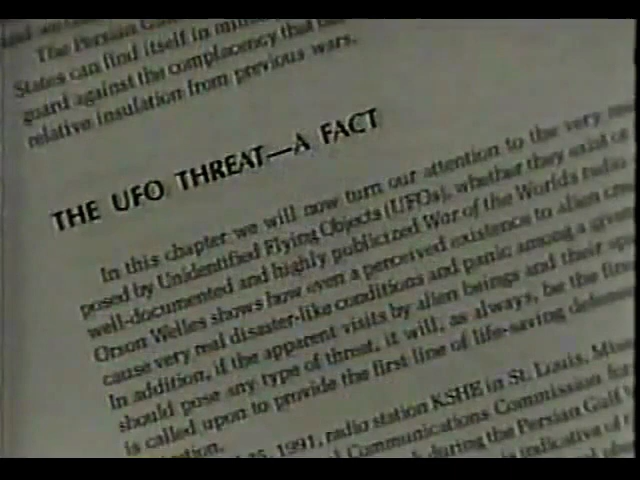 The Persian
States can find itself in
guard against the complacency that
relative insulation from previous wars.
THE UFO THREAT—A FACT
In this chapter we will now turn our attention to the very
posed by Unidentified Flying Objects (UFOs), whether they exist or
well-documented and highly publicized War of the Worlds radio
Orson Welles shows how even a perceived existence to alien
cause very real disaster-like conditions and panic among a given
In addition, if the apparent visits by alien beings and their
should pose any type of threat, it will, as always, be the
is called upon to provide the first line of life-saving
1991, radio station KSHE in St. Louis,
Communications Commission for
during the Persian Gulf
is indicative of